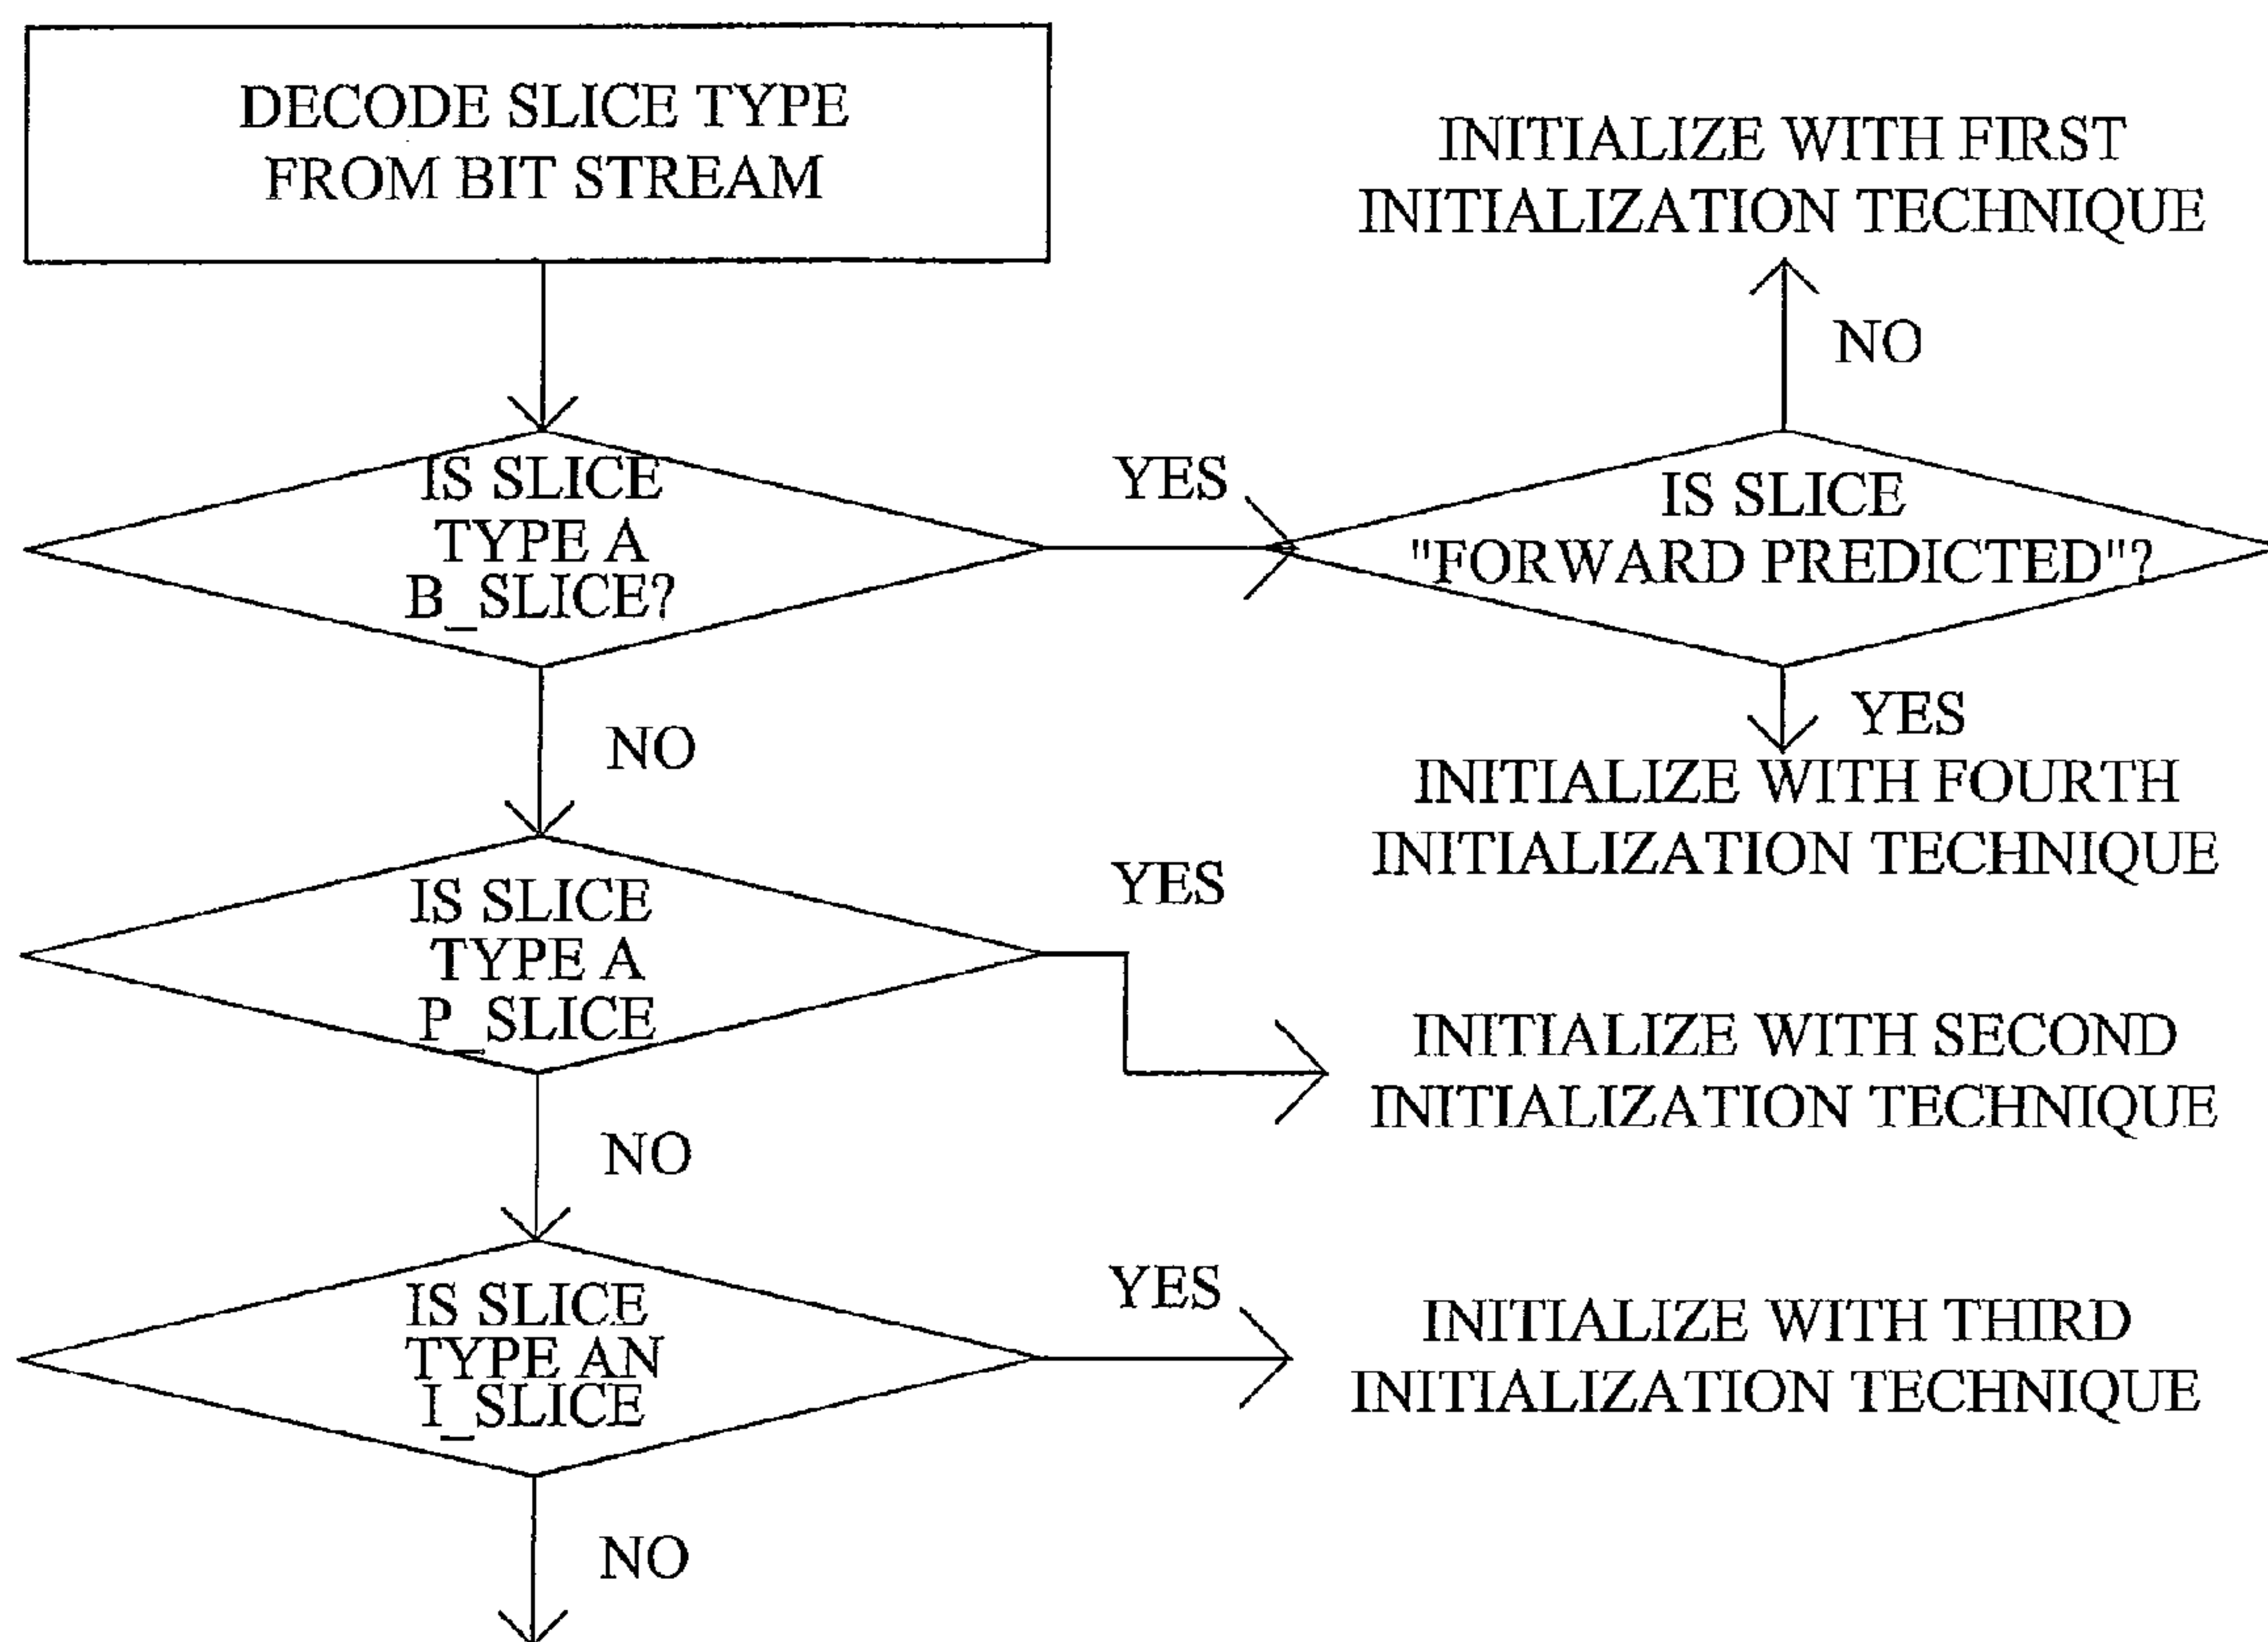 DECODE SLICE TYPE
FROM BIT STREAM
INITIALIZE WITH FIRST
INITIALIZATION TECHNIQUE
NO
IS SLICE
TYPE A
B_SLICE?
YES
IS SLICE
"FORWARD PREDICTED"?
NO
YES
INITIALIZE WITH FOURTH
INITIALIZATION TECHNIQUE
IS SLICE
TYPE A
P_SLICE
YES
INITIALIZE WITH SECOND
INITIALIZATION TECHNIQUE
NO
IS SLICE
TYPE AN
I_SLICE
YES
INITIALIZE WITH THIRD
INITIALIZATION TECHNIQUE
NO